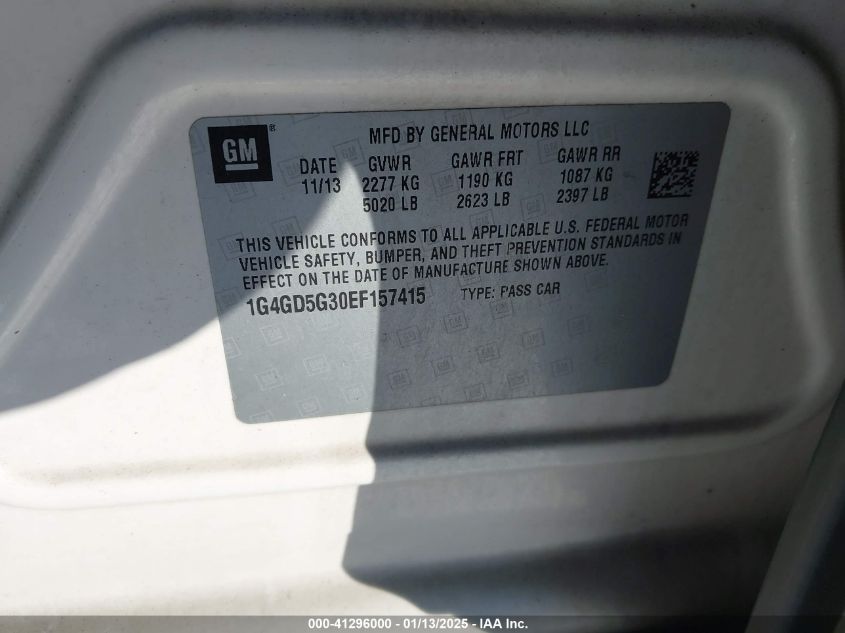 GM®
MFD BY GENERAL MOTORS LLC
DATE GVWR GAWR FRT GAWR RR
11/13 2277 KG 1190 KG 1087 KG
5020 LB 2623 LB 2397 LB
THIS VEHICLE CONFORMS TO ALL APPLICABLE U.S. FEDERAL MOTOR
VEHICLE SAFETY, BUMPER, AND THEFT PREVENTION STANDARDS IN
EFFECT ON THE DATE OF MANUFACTURE SHOWN ABOVE.
1G4GD5G30EF157415 TYPE: PASS CAR
000-41296000 - 01/13/2025 - IAA Inc.